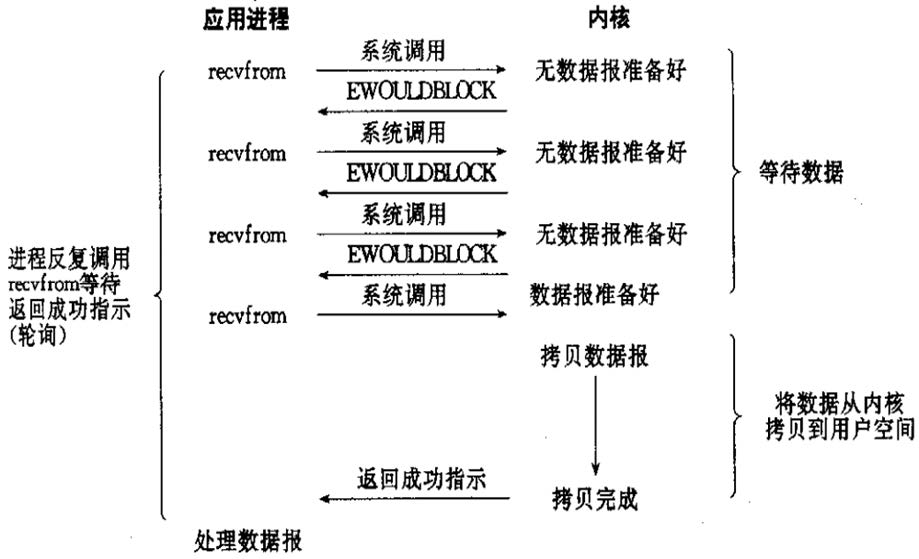 应用进程 内核
系统调用
recvfrom 无数据报准备好
EWOULDBLOCK
系统调用
recvfrom 无数据报准备好
EWOULDBLOCK
等待数据
系统调用
recvfrom 无数据报准备好
EWOULDBLOCK
进程反复调用
recvfrom等待
返回成功指示
(轮询)
系统调用
recvfrom 数据报准备好
拷贝数据报
将数据从内核
拷贝到用户空间
返回成功指示
拷贝完成
处理数据报